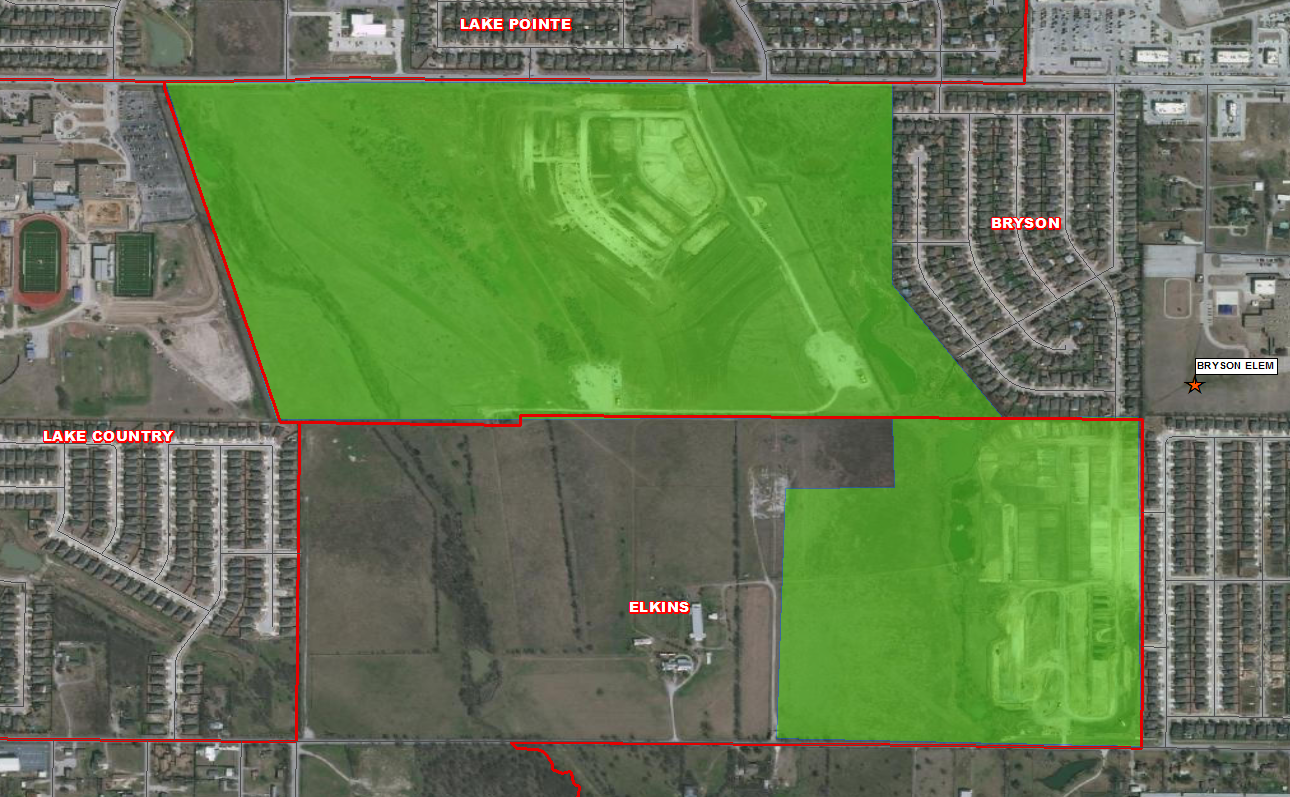 LAKE POINTE
BRYSON
BRYSON ELEM
LAKE COUNTRY
ELKINS